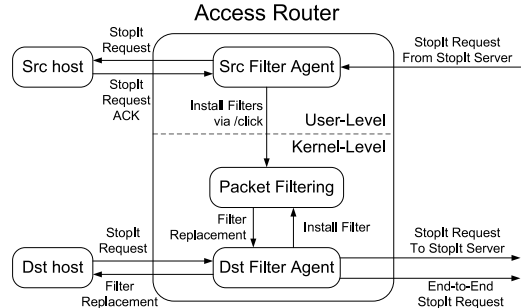 Access Router
StopIt
Request
Src host
StopIt
Request
ACK
Src Filter Agent
StopIt Request
From StopIt Server
Install Filters
via /click
User-Level
Kernel-Level
Packet Filtering
Filter
Replacement
Install Filter
StopIt
Request
Dst host
Filter
Replacement
Dst Filter Agent
StopIt Request
To StopIt Server
End-to-End
StopIt Request